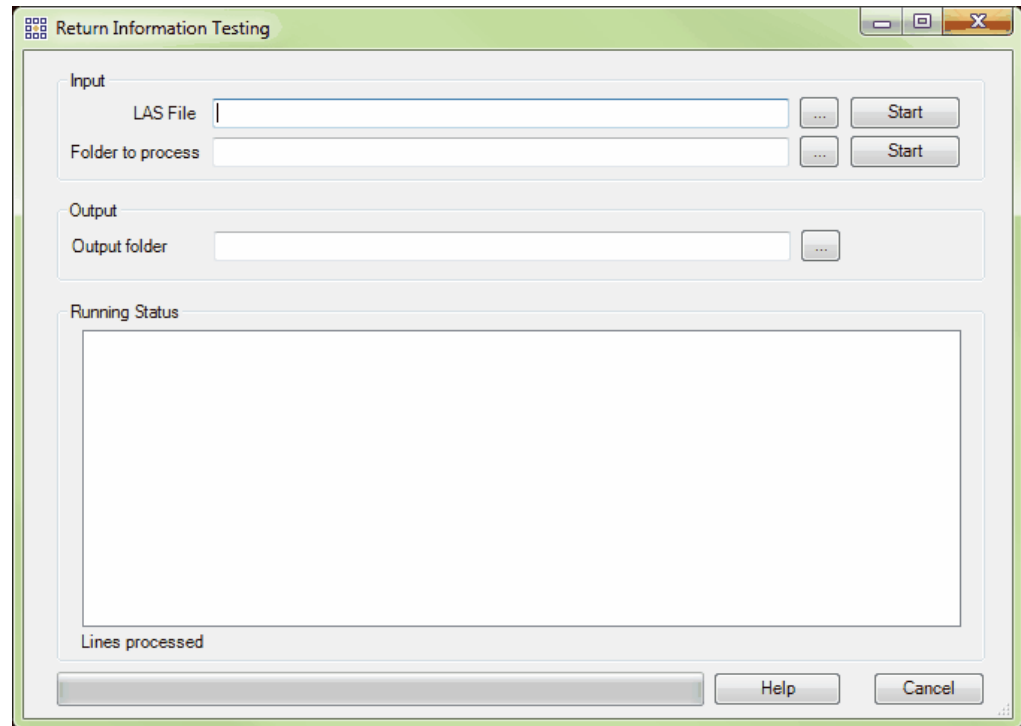 Return Information Testing
Input
LAS File ... Start
Folder to process ... Start
Output
Output folder ...
Running Status
Lines processed
Help Cancel